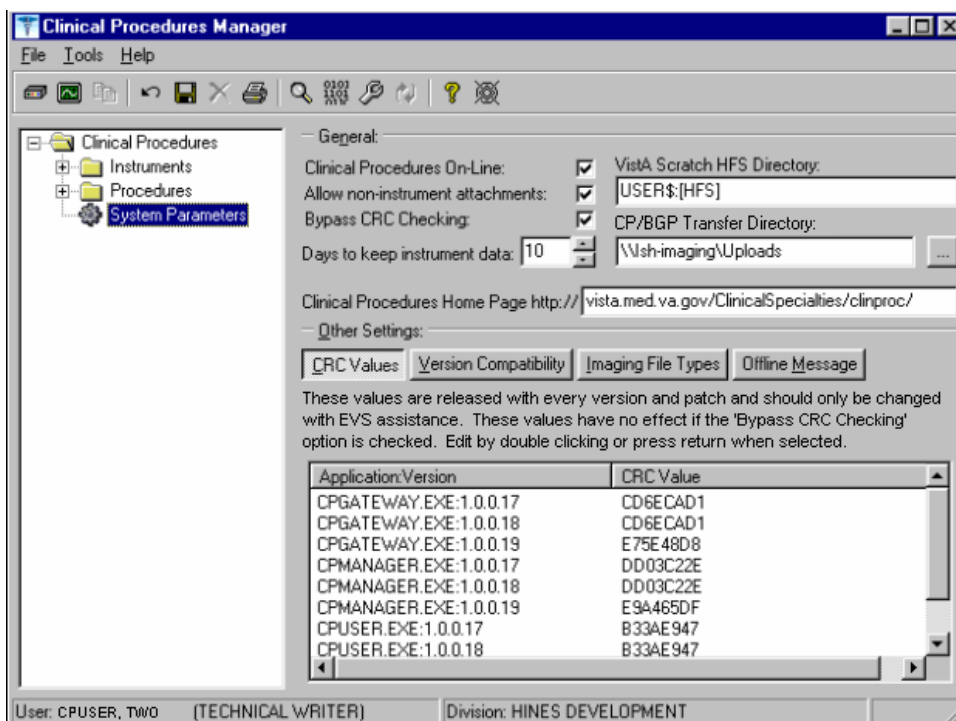 Clinical Procedures Manager
File Tools Help
Clinical Procedures
Instruments
Procedures
System Parameters
General:
Clinical Procedures On-Line:
Allow non-instrument attachments:
Bypass CRC Checking:
Days to keep instrument data: 10
VistA Scratch HFS Directory:
USER$:[HFS]
CP/BGP Transfer Directory:
\\Ish-imaging\Uploads
...
Clinical Procedures Home Page http:// vista.med.va.gov/ClinicalSpecialties/clinproc/
Other Settings:
CRC Values Version Compatibility Imaging File Types Offline Message
These values are released with every version and patch and should only be changed
with EVS assistance. These values have no effect if the 'Bypass CRC Checking'
option is checked. Edit by double clicking or press return when selected.
Application:Version CRC Value
CPGATEWAY.EXE:1.0.0.17 CD6ECAD1
CPGATEWAY.EXE:1.0.0.18 CD6ECAD1
CPGATEWAY.EXE:1.0.0.19 E75E48D8
CPMANAGER.EXE:1.0.0.17 DD03C22E
CPMANAGER.EXE:1.0.0.18 DD03C22E
CPMANAGER.EXE:1.0.0.19 E9A465DF
CPUSER.EXE:1.0.0.17 B33AE947
CPUSER.EXE:1.0.0.18 B33AE947
User: CPUSER, TWO (TECHNICAL WRITER) Division: HINES DEVELOPMENT